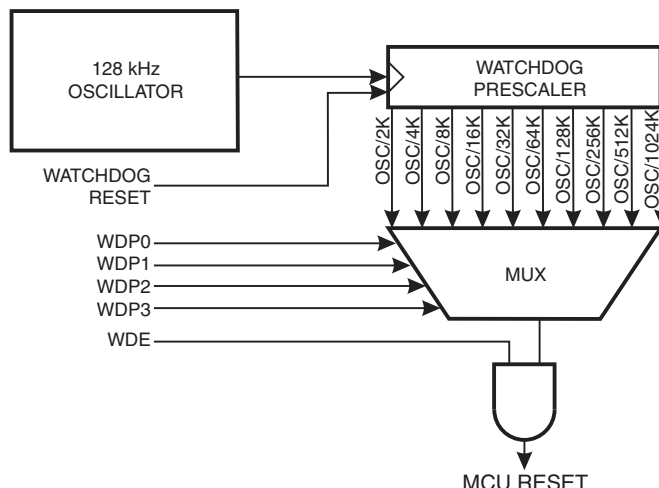 128 kHz
OSCILLATOR
WATCHDOG
PRESCALER
OSC/2K
OSC/4K
OSC/8K
OSC/16K
OSC/32K
OSC/64K
OSC/128K
OSC/256K
OSC/512K
OSC/1024K
WATCHDOG
RESET
WDP0
WDP1
WDP2
WDP3
WDE
MUX
MCU RESET